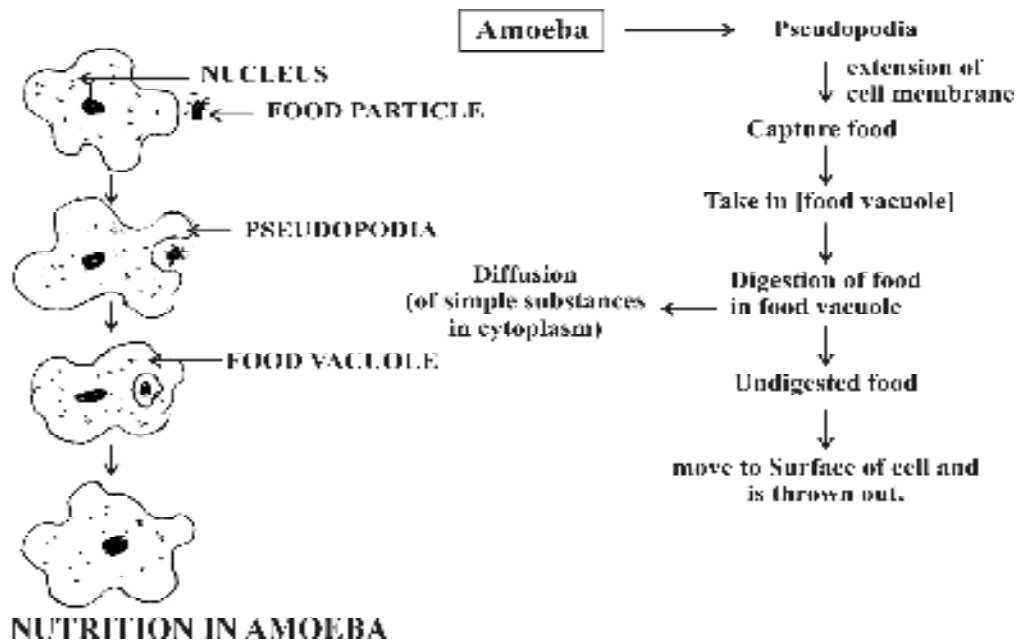 NUCLEUS
FOOD PARTICLE
PSEUDOPODIA
FOOD VACUOLE
NUTRITION IN AMOEBA
Amoeba
Pseudopodia
extension of
cell membrane
Capture food
Take in [food vacuole]
Digestion of food
in food vacuole
Diffusion
(of simple substances
in cytoplasm)
Undigested food
move to Surface of cell and
is thrown out.